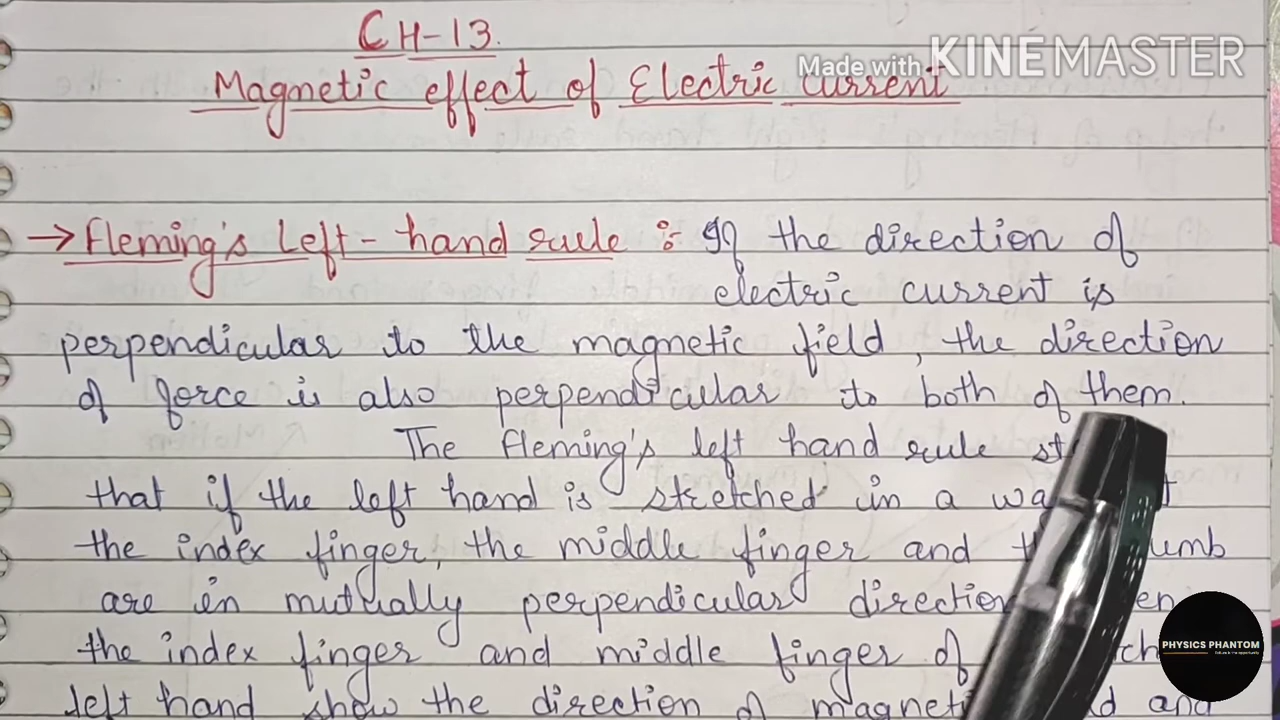 CH-13.
Made with KINEMASTER
Magnetic effect of Electric current
→ Fleming's Left-hand rule :- If the direction of
electric current is
perpendicular to the magnetic field, the direction
of force is also perpendicular to both of them.
The Fleming's left hand rule
that if the left hand is stretched in a
the index finger, the middle finger and
are in mutually perpendicular
the index finger and middle finger of
left hand show the direction of and
PHYSICS PHANTOM